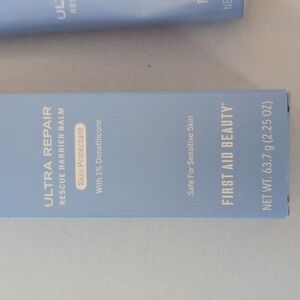 ULTRA REPAIR
RESCUE BARRIER BALM
Skin Protectant
With 1% Dimethicone
Safe For Sensitive Skin
FIRST AID BEAUTY®
NET WT. 63.7 g (2.25 OZ)